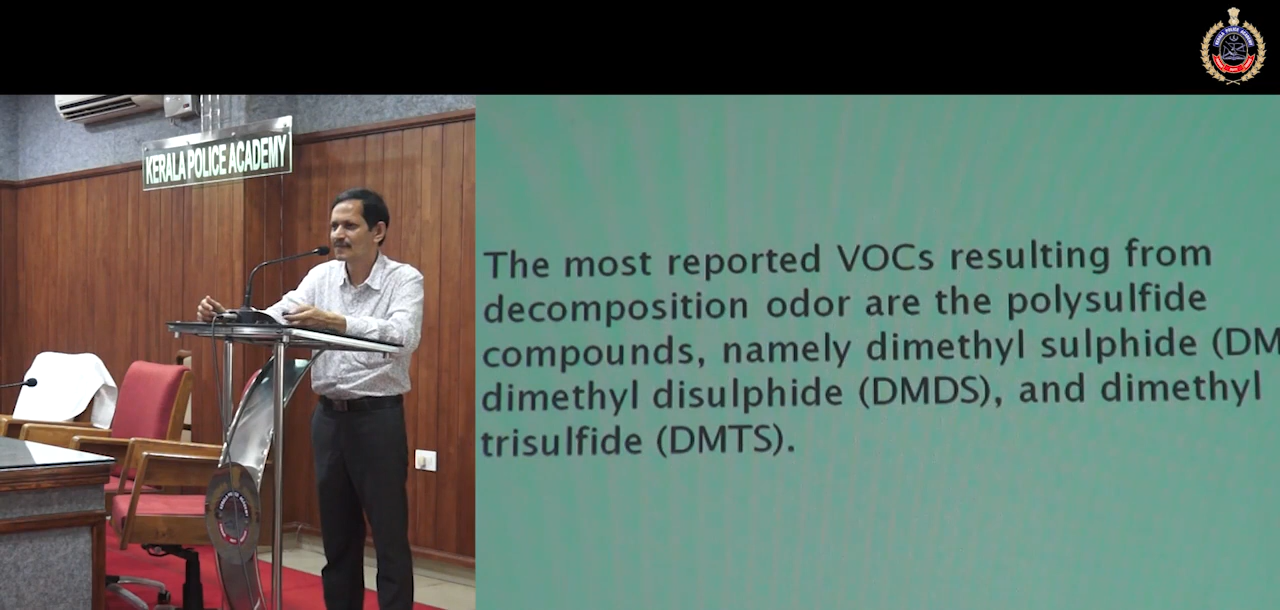 KERALA POLICE ACADEMY
The most reported VOCs resulting from
decomposition odor are the polysulfide
compounds, namely dimethyl sulphide (DM
dimethyl disulphide (DMDS), and dimethyl
trisulfide (DMTS).